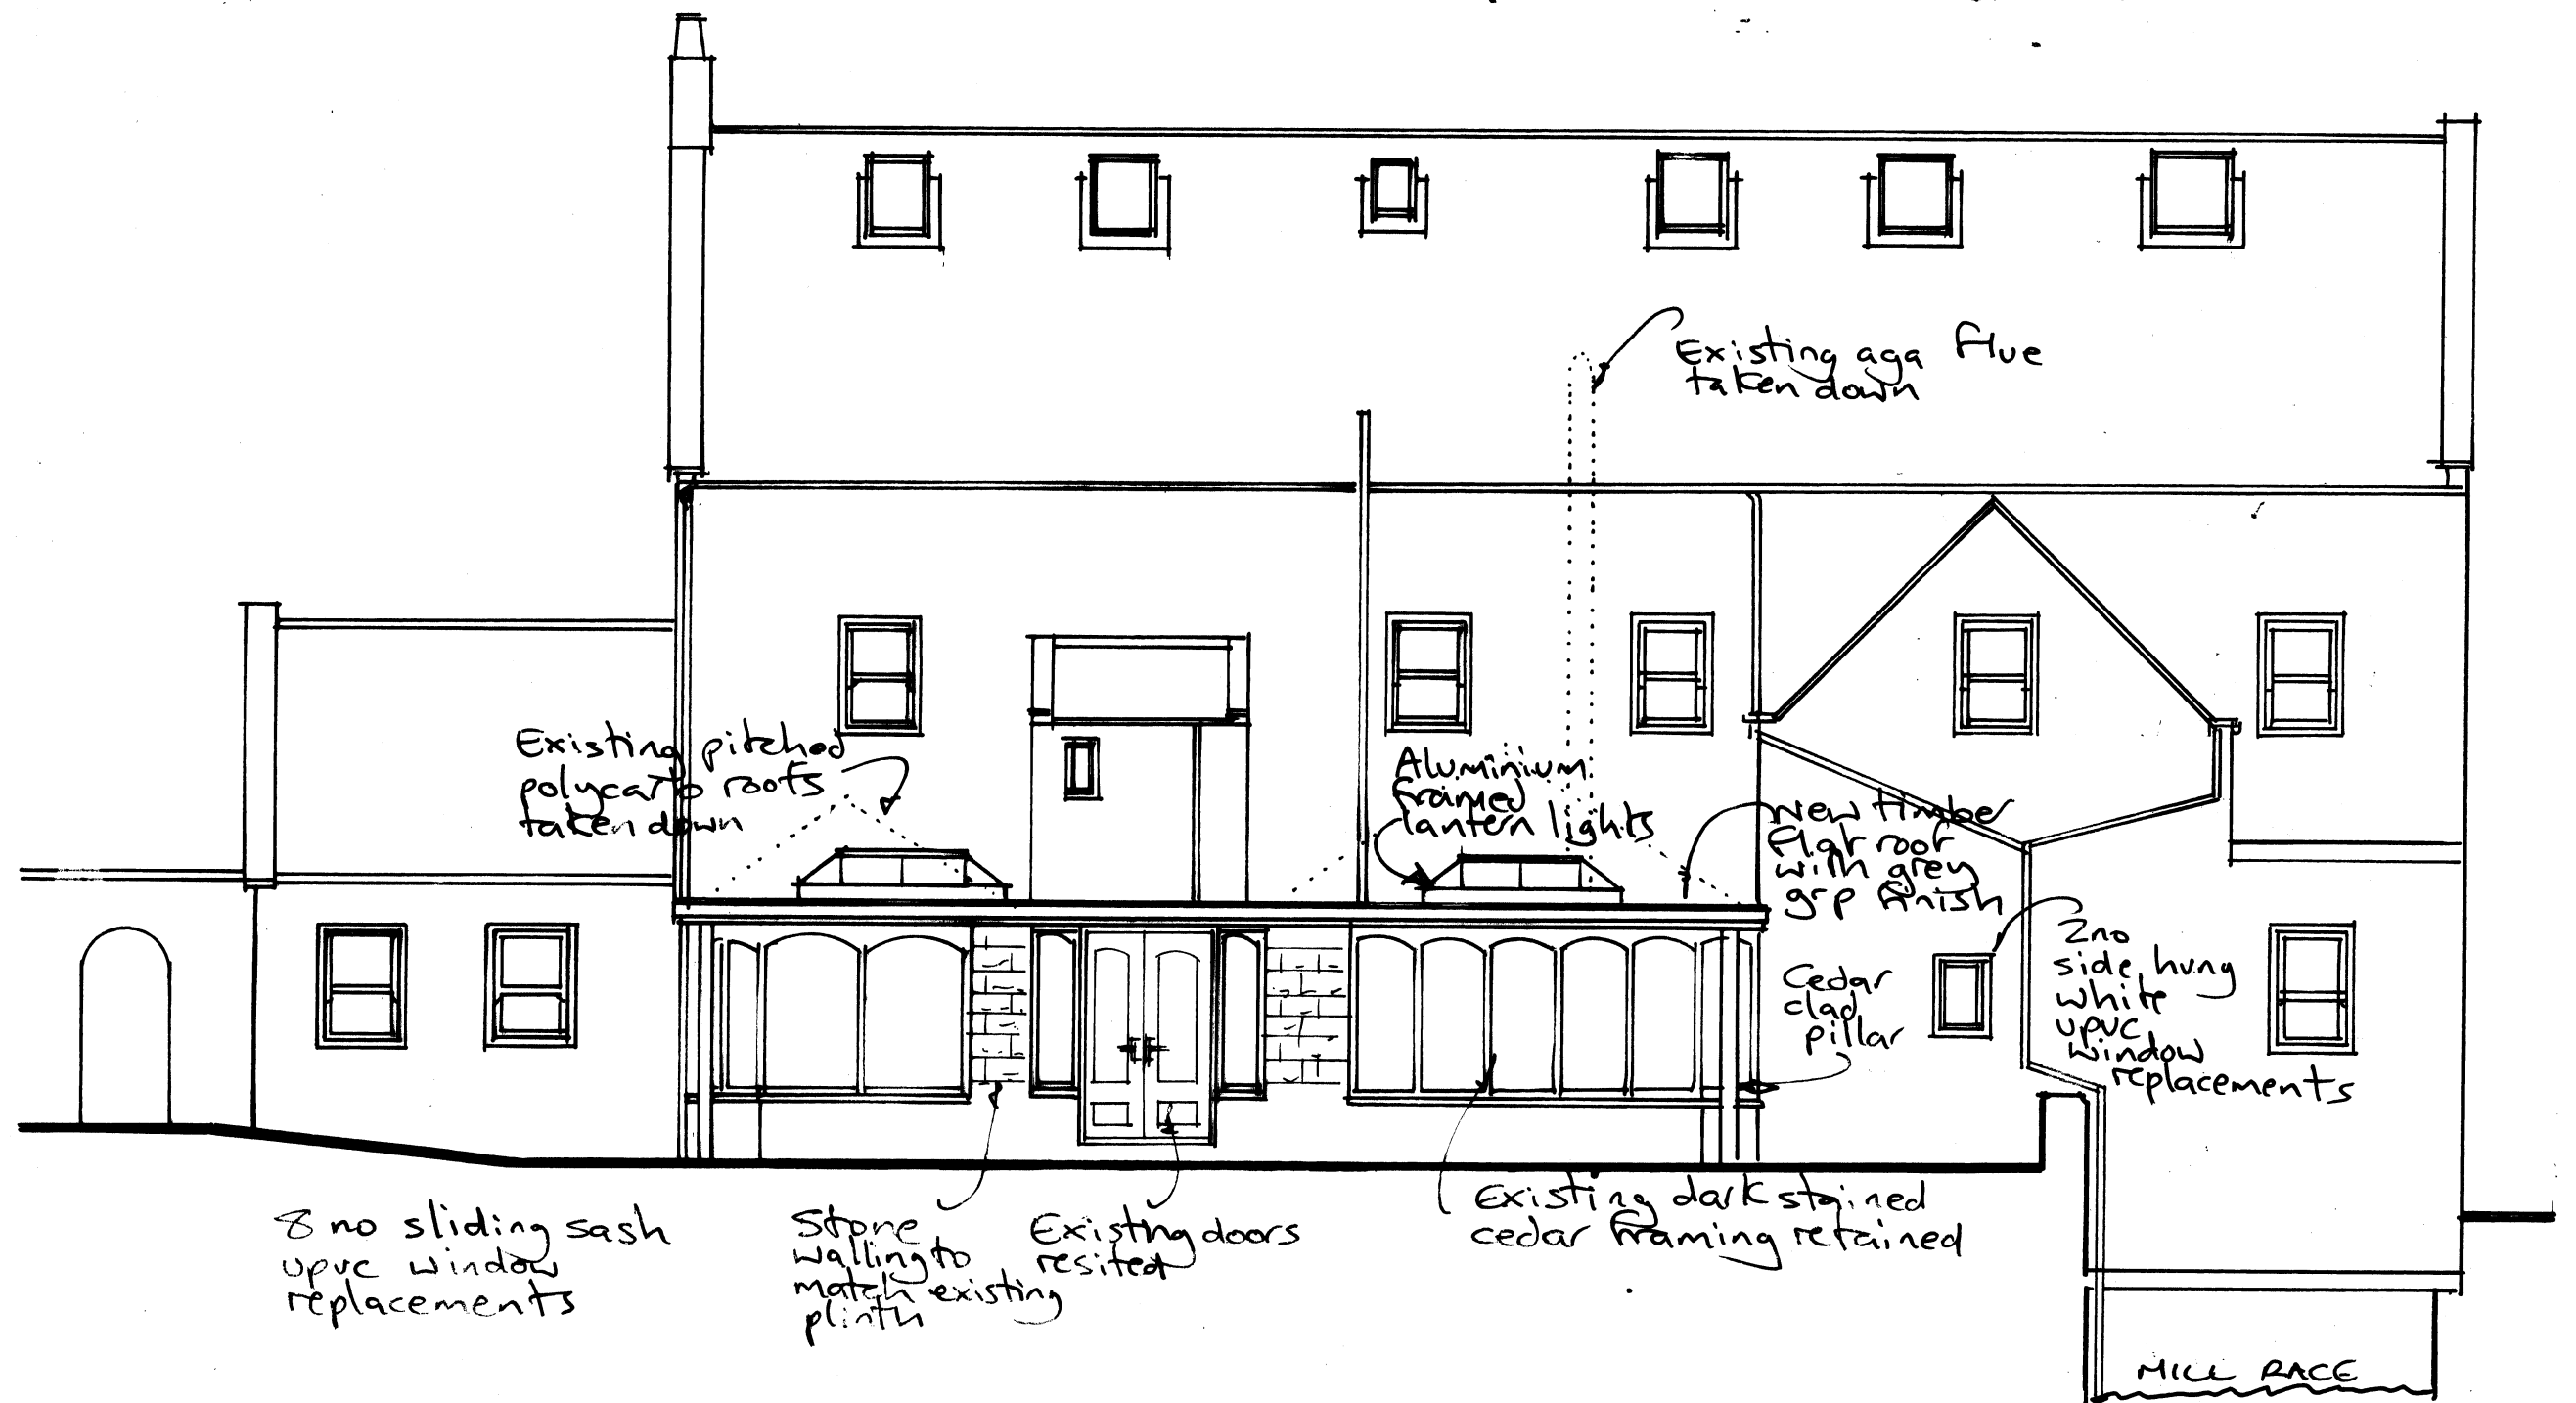 Existing aga flue
taken down
Existing pitched
polycarb roofs
taken down
Aluminium
framed
lantern lights
New timber
flat roof
with grey
grp finish
2no
side hung
white
upvc
window
replacements
Cedar
clad
pillar
8 no sliding sash
upvc window
replacements
Stone
walling to
match existing
plinth
Existing doors
resited
Existing dark stained
cedar framing retained
MILL RACE